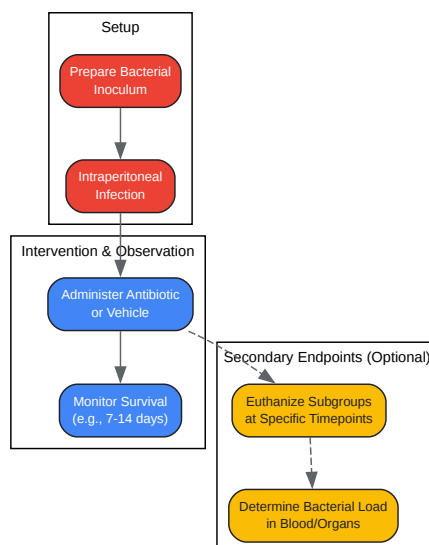 Setup
Prepare Bacterial
Inoculum
Intraperitoneal
Infection
Intervention & Observation
Administer Antibiotic
or Vehicle
Monitor Survival
(e.g., 7-14 days)
Secondary Endpoints (Optional)
Euthanize Subgroups
at Specific Timepoints
Determine Bacterial Load
in Blood/Organs